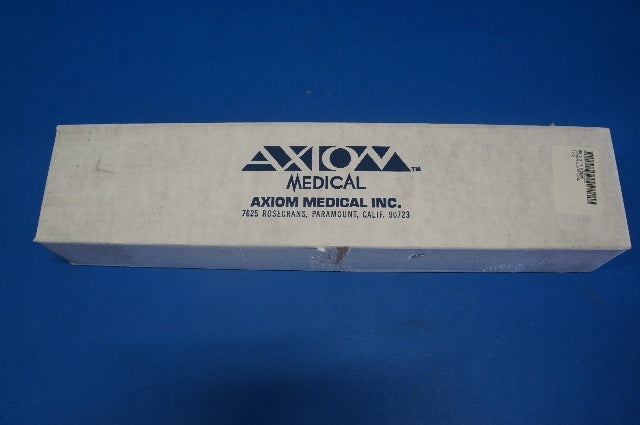 AXIOM™
MEDICAL
AXIOM MEDICAL INC.
7625 ROSECRANS, PARAMOUNT, CALIF. 90723